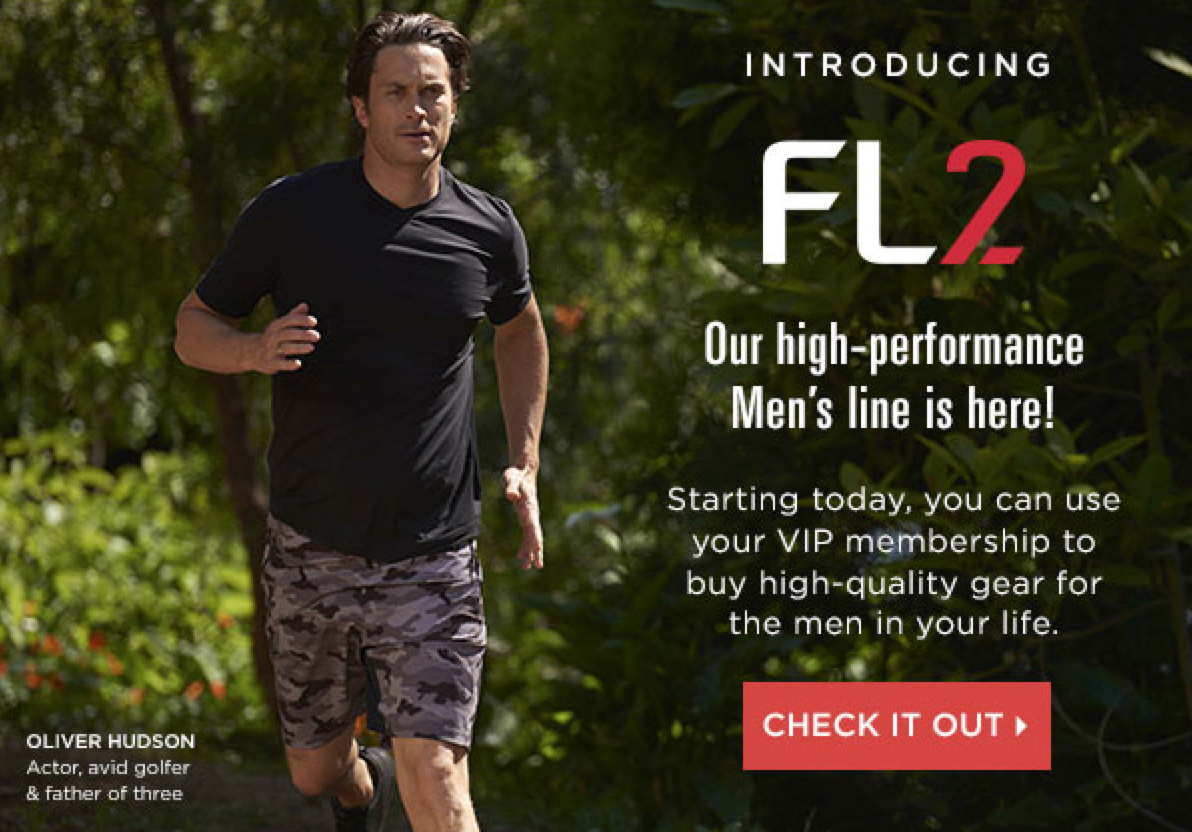 INTRODUCING
FL2
Our high-performance
Men's line is here!
Starting today, you can use
your VIP membership to
buy high-quality gear for
the men in your life.
CHECK IT OUT
OLIVER HUDSON
Actor, avid golfer
& father of three